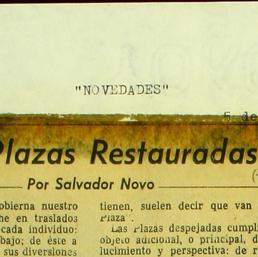 "NOVEDADES"
5 de
Plazas Restauradas
Por Salvador Novo
obierna nuestro
he en traslados
cada individuo:
bajo; de éste a
sus diversiones
tienen, suelen decir que van
Plaza".
Las Plazas despejadas cumpl
objeto adicional, o principal, d
lucimiento y perspectiva: de r